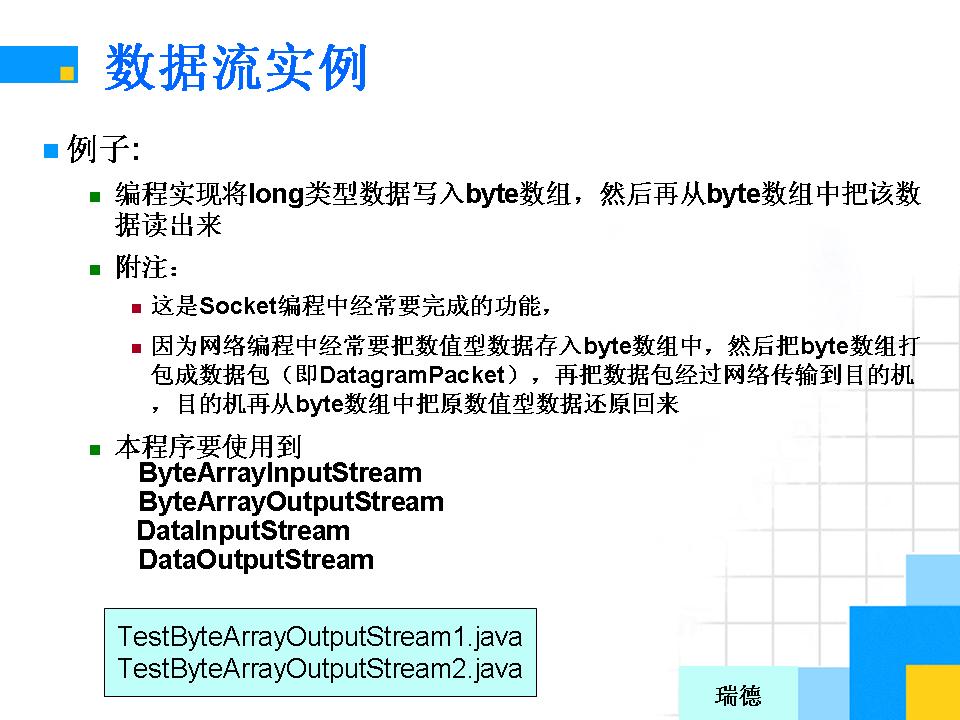 数据流实例
例子:
编程实现将long类型数据写入byte数组，然后再从byte数组中把该数
据读出来
附注：
这是Socket编程中经常要完成的功能，
因为网络编程中经常要把数值型数据存入byte数组中，然后把byte数组打
包成数据包（即DatagramPacket），再把数据包经过网络传输到目的机
，目的机再从byte数组中把原数值型数据还原回来
本程序要使用到
ByteArrayInputStream
ByteArrayOutputStream
DataInputStream
DataOutputStream
TestByteArrayOutputStream1.java
TestByteArrayOutputStream2.java
瑞德